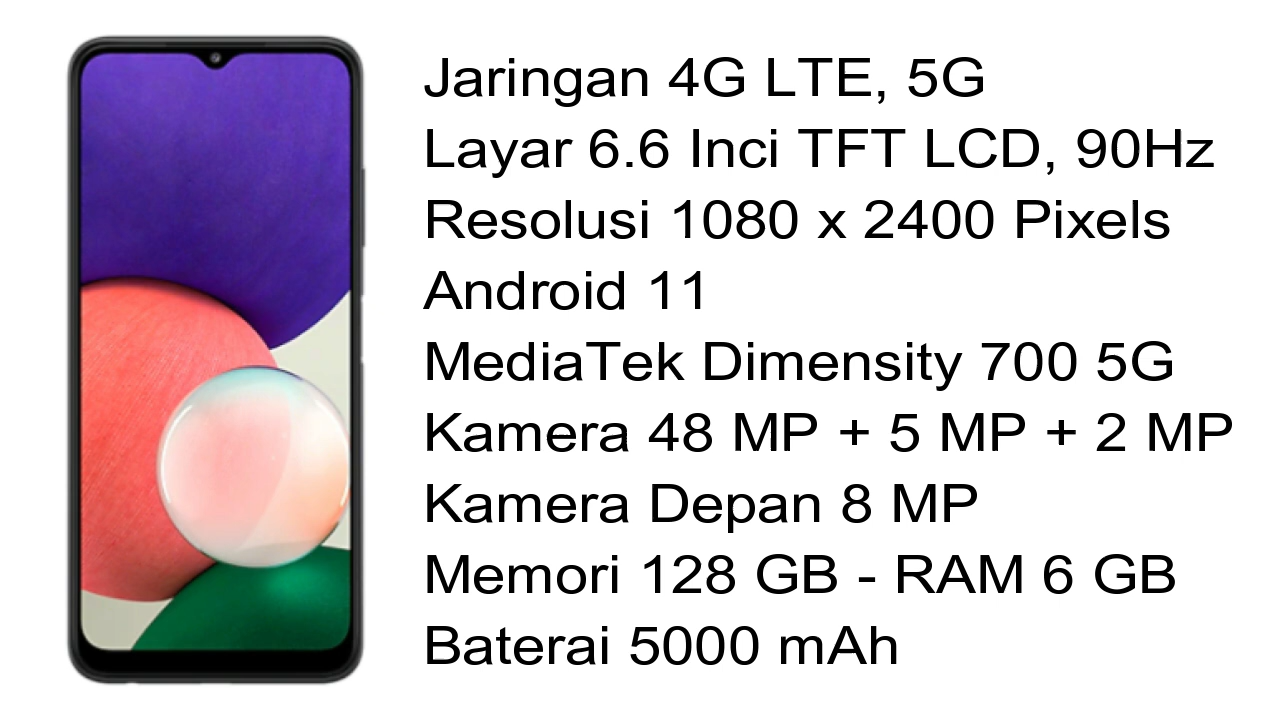 Jaringan 4G LTE, 5G
Layar 6.6 Inci TFT LCD, 90Hz
Resolusi 1080 x 2400 Pixels
Android 11
MediaTek Dimensity 700 5G
Kamera 48 MP + 5 MP + 2 MP
Kamera Depan 8 MP
Memori 128 GB - RAM 6 GB
Baterai 5000 mAh